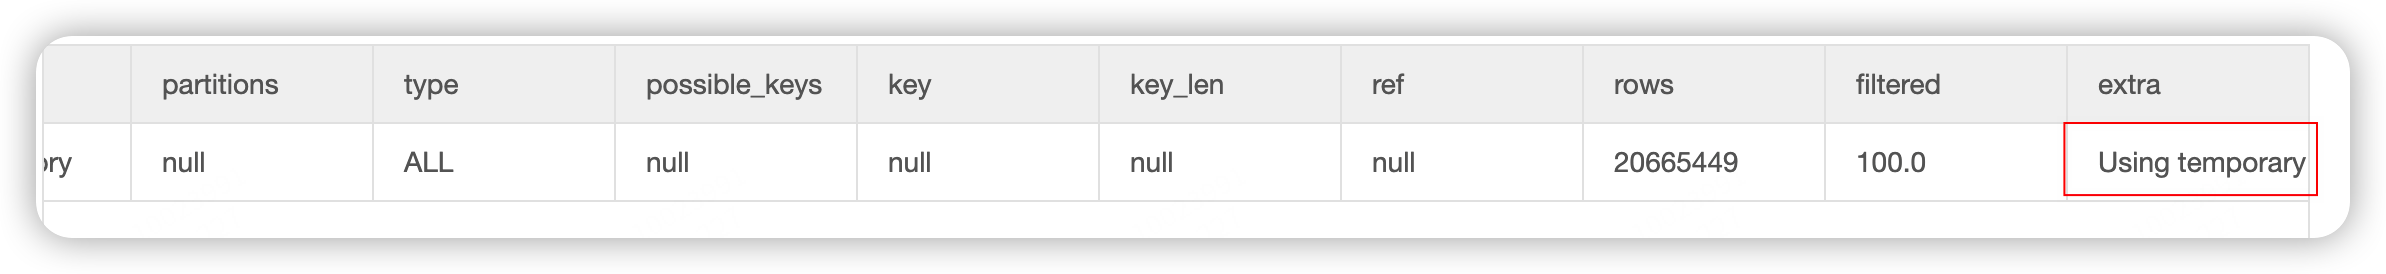 partitions type possible_keys key key_len ref rows filtered extra
null ALL null null null null 20665449 100.0 Using temporary